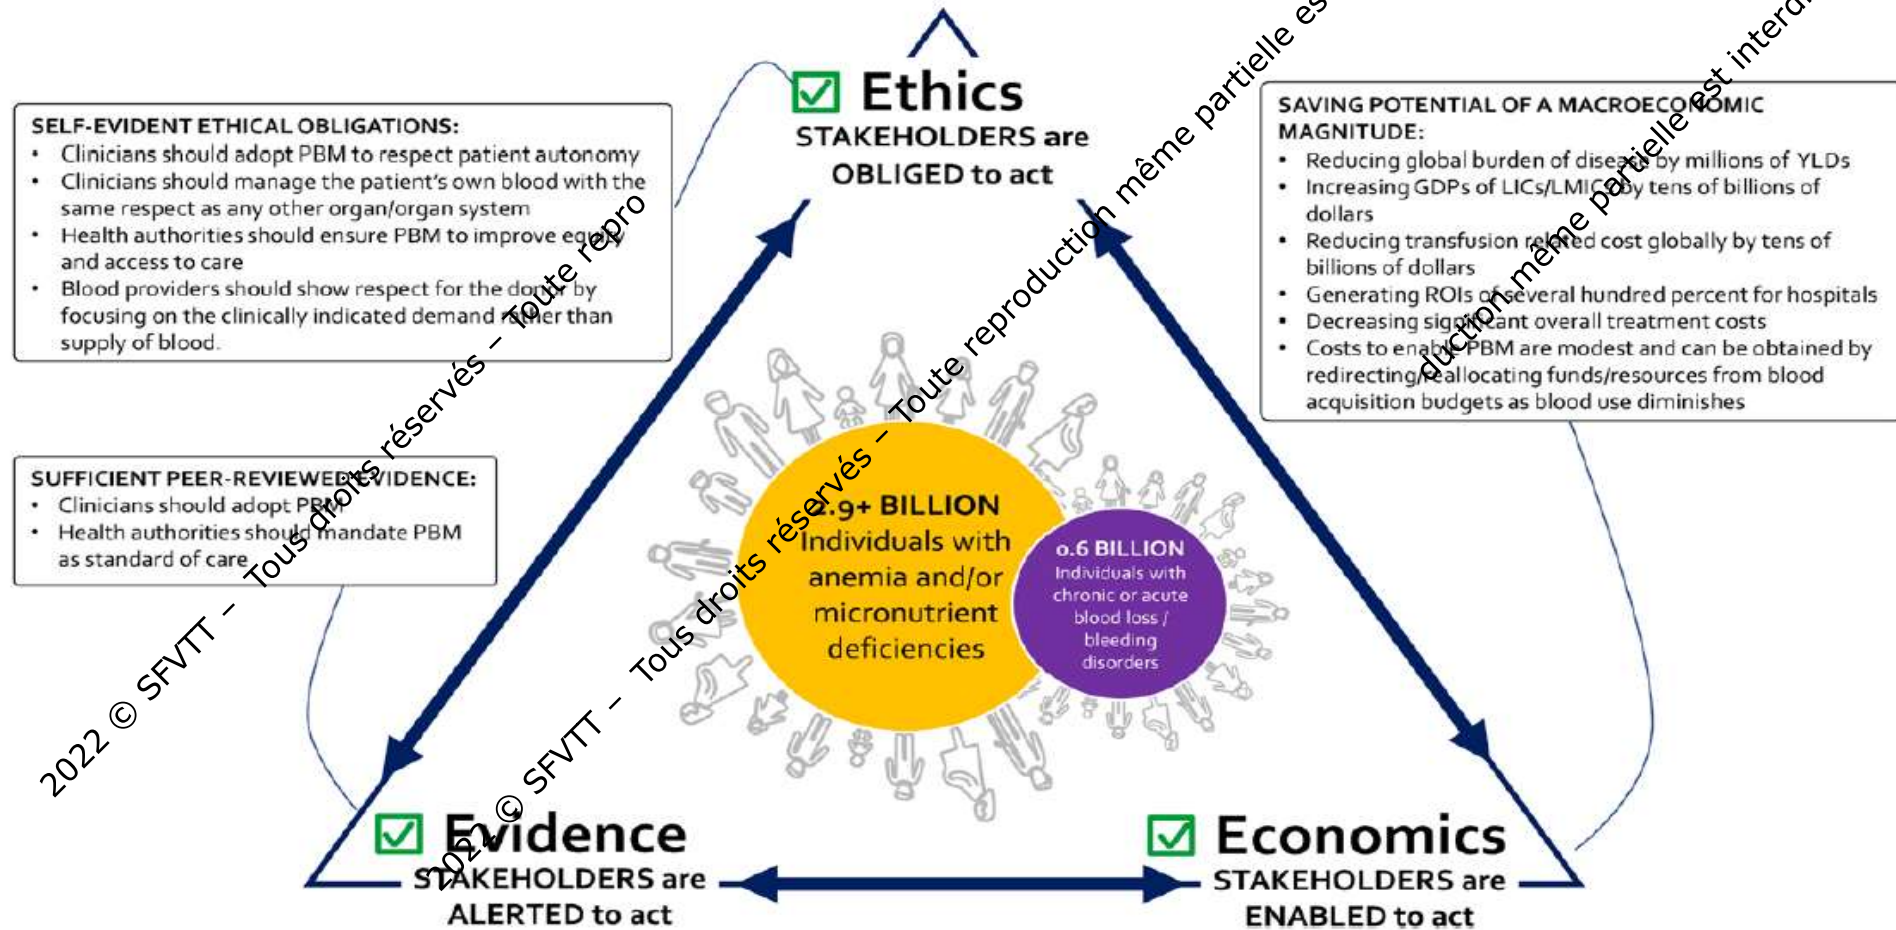 Ethics
STAKEHOLDERS are
OBLIGED to act
SELF-EVIDENT ETHICAL OBLIGATIONS:
• Clinicians should adopt PBM to respect patient autonomy
• Clinicians should manage the patient's own blood with the
same respect as any other organ/organ system
• Health authorities should ensure PBM to improve equity
and access to care
• Blood providers should show respect for the donor by
focusing on the clinically indicated demand rather than
supply of blood.
SAVING POTENTIAL OF A MACROECONOMIC
MAGNITUDE:
• Reducing global burden of disease by millions of YLDs
• Increasing GDPs of LICs/LMICs by tens of billions of
dollars
• Reducing transfusion related cost globally by tens of
billions of dollars
• Generating ROIs of several hundred percent for hospitals
• Decreasing significant overall treatment costs
• Costs to enable PBM are modest and can be obtained by
redirecting/reallocating funds/resources from blood
acquisition budgets as blood use diminishes
SUFFICIENT PEER-REVIEWED EVIDENCE:
• Clinicians should adopt PBM
• Health authorities should mandate PBM
as standard of care
2.9+ BILLION
Individuals with
anemia and/or
micronutrient
deficiencies
0.6 BILLION
Individuals with
chronic or acute
blood loss /
bleeding
disorders
Evidence
STAKEHOLDERS are
ALERTED to act
Economics
STAKEHOLDERS are
ENABLED to act
2022 © SFVTT – Tous droits réservés – Toute repro
2022 © SFVTT – Tous droits réservés – Toute reproduction même partielle es
duction même partielle est interdi